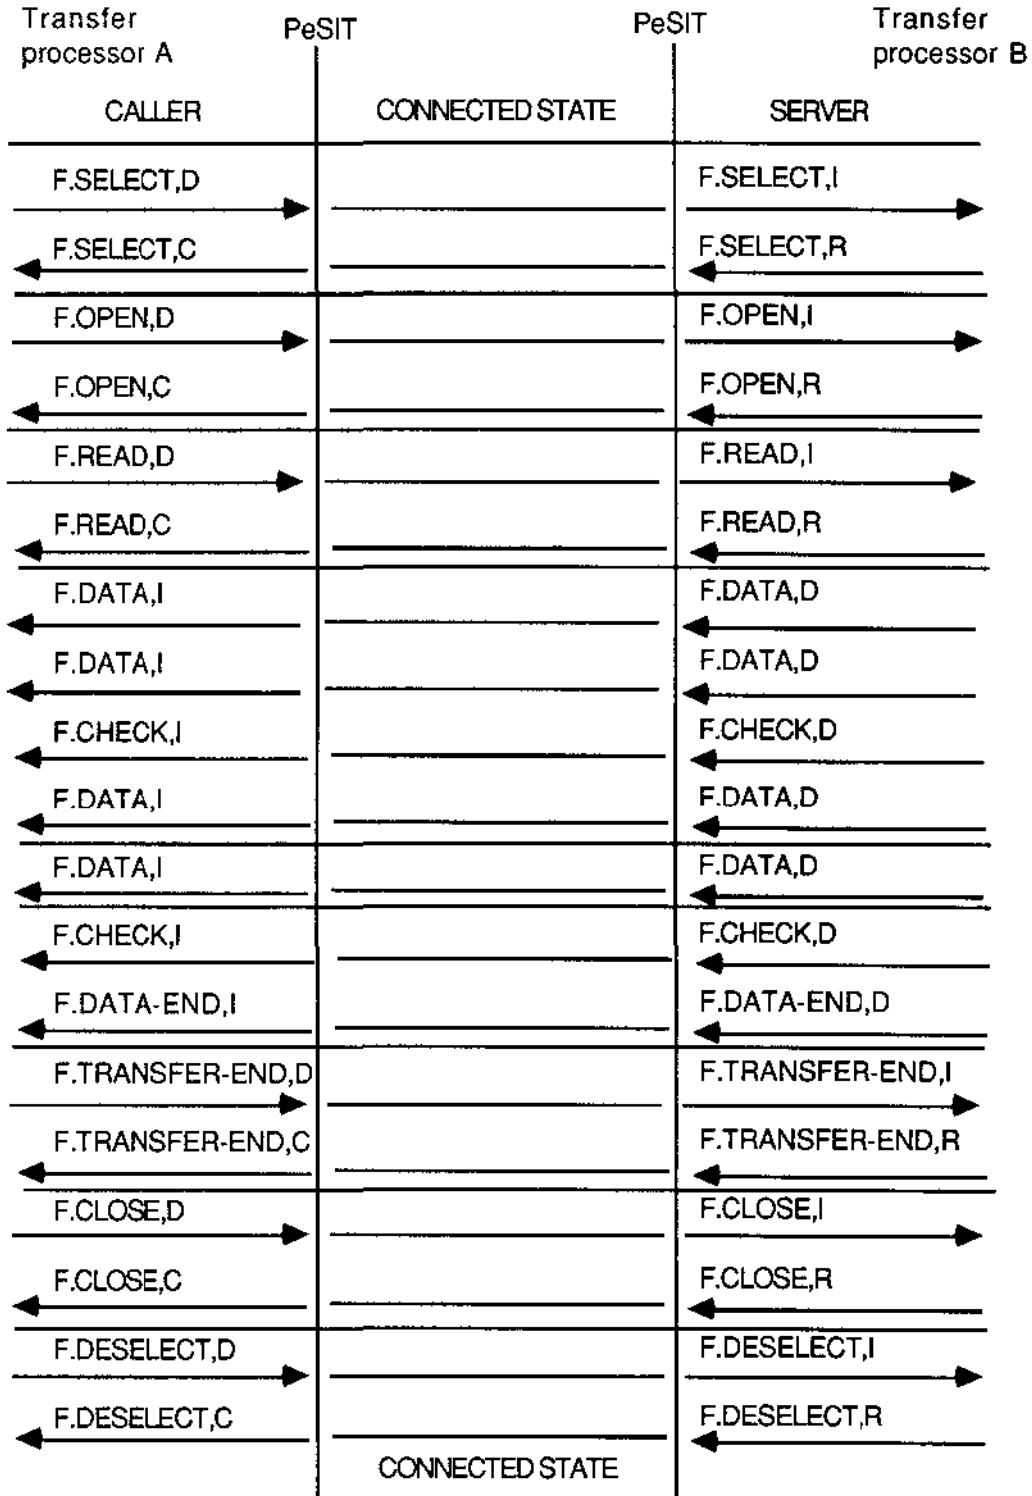 Transfer processor A
PeSIT
PeSIT
Transfer processor B
CALLER
CONNECTED STATE
SERVER
F.SELECT,D
F.SELECT,I
F.SELECT,C
F.SELECT,R
F.OPEN,D
F.OPEN,I
F.OPEN,C
F.OPEN,R
F.READ,D
F.READ,I
F.READ,C
F.READ,R
F.DATA,I
F.DATA,D
F.DATA,I
F.DATA,D
F.CHECK,I
F.CHECK,D
F.DATA,I
F.DATA,D
F.DATA,I
F.DATA,D
F.CHECK,I
F.CHECK,D
F.DATA-END,I
F.DATA-END,D
F.TRANSFER-END,D
F.TRANSFER-END,I
F.TRANSFER-END,C
F.TRANSFER-END,R
F.CLOSE,D
F.CLOSE,I
F.CLOSE,C
F.CLOSE,R
F.DESELECT,D
F.DESELECT,I
F.DESELECT,C
F.DESELECT,R
CONNECTED STATE